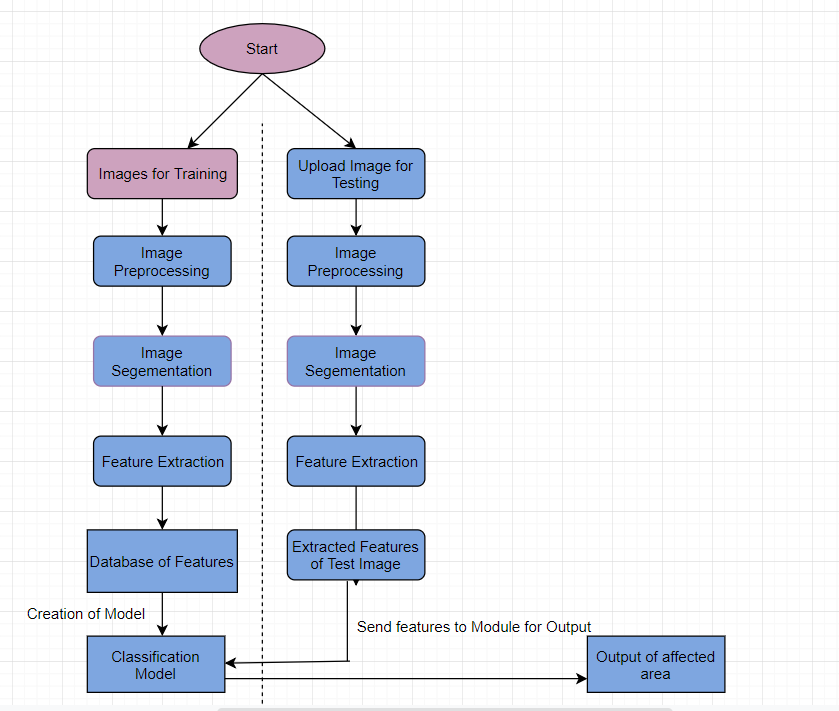 Start
Images for Training
Upload Image for
Testing
Image
Preprocessing
Image
Preprocessing
Image
Segementation
Image
Segementation
Feature Extraction
Feature Extraction
Database of Features
Extracted Features
of Test Image
Creation of Model
Send features to Module for Output
Classification
Model
Output of affected
area